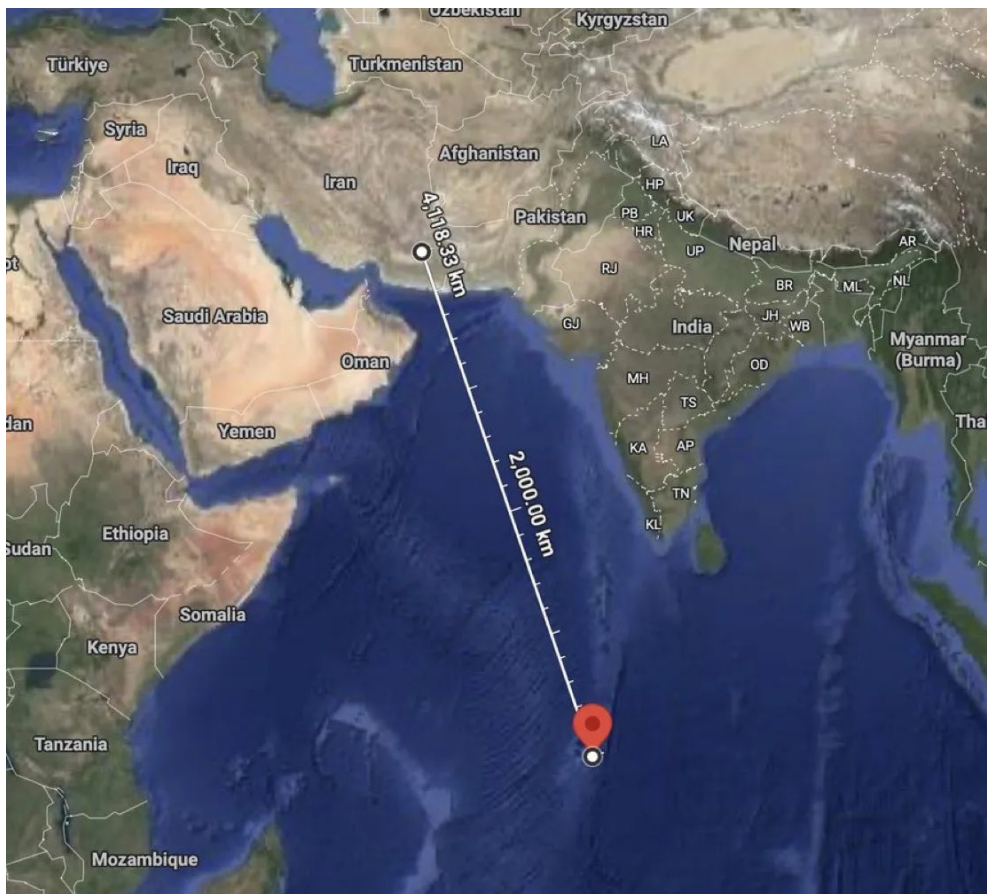 Uzbekistan
Kyrgyzstan
Türkiye
Turkmenistan
Syria
Afghanistan
LA
Iraq
Iran
HP
4,118.33 km
Pakistan
PB
UK
HR
Nepal
AR
UP
pt
RJ
BR
ML
NL
Saudi Arabia
GJ
India
JH
WB
Myanmar
(Burma)
Oman
OD
MH
TS
dan
Tha
Yemen
KA
AP
2,000.00 km
TN
KL
Ethiopia
Sudan
Somalia
Kenya
Tanzania
Mozambique